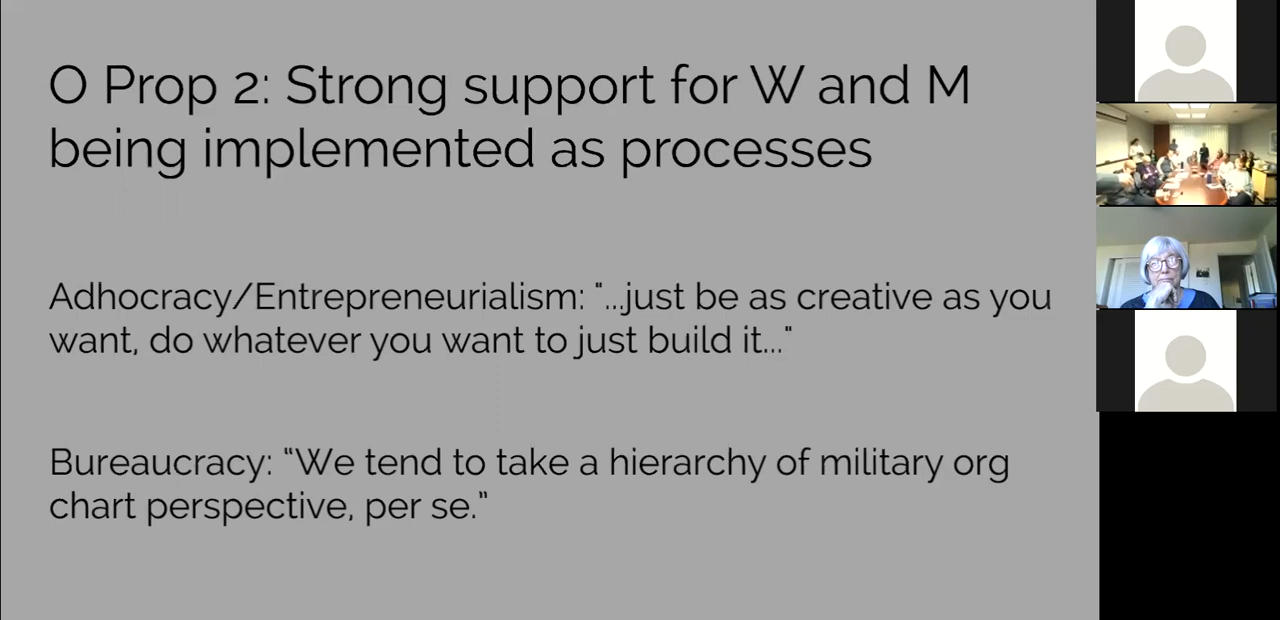 O Prop 2: Strong support for W and M
being implemented as processes
Adhocracy/Entrepreneurialism: "...just be as creative as you
want, do whatever you want to just build it..."
Bureaucracy: “We tend to take a hierarchy of military org
chart perspective, per se.”